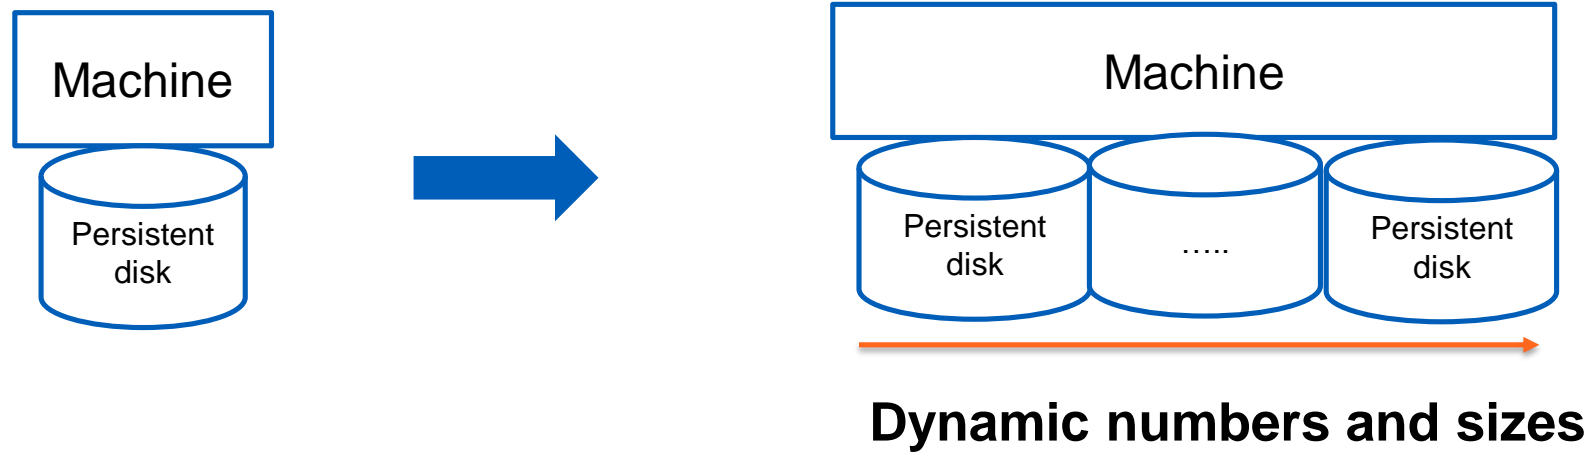 Machine
Persistent
disk
Machine
Persistent
disk
.....
Persistent
disk
Dynamic numbers and sizes